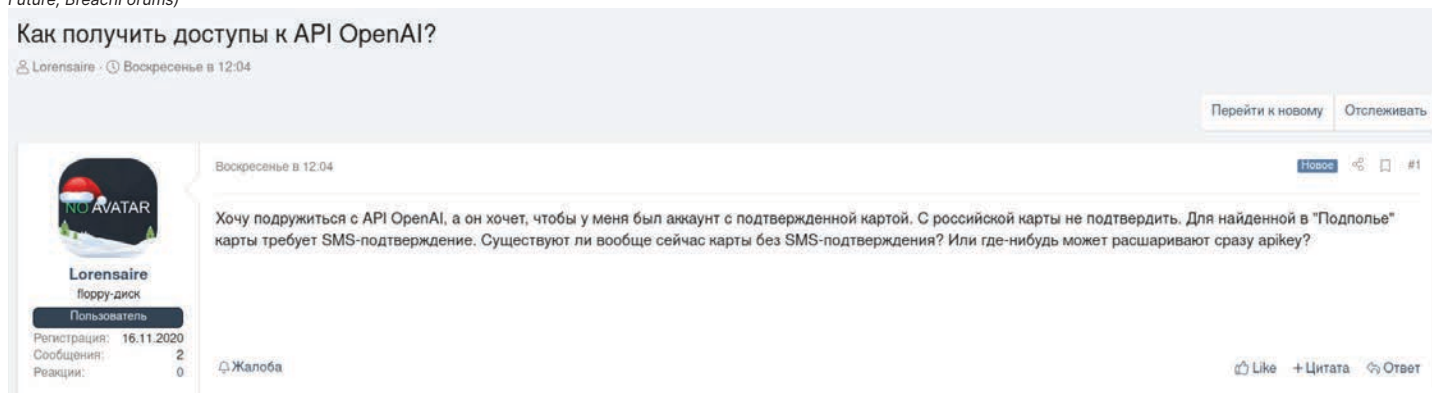 Future, BreachForums)
Как получить доступы к API OpenAI?
Lorensaire · Воскресенье в 12:04
Перейти к новому Отслеживать
NO AVATAR
Lorensaire
floppy-диск
Пользователь
Регистрация: 16.11.2020
Сообщения: 2
Реакции: 0
Воскресенье в 12:04
Новое #1
Хочу подружиться с API OpenAI, а он хочет, чтобы у меня был аккаунт с подтвержденной картой. С российской карты не подтвердить. Для найденной в "Подполье"
карты требует SMS-подтверждение. Существуют ли вообще сейчас карты без SMS-подтверждения? Или где-нибудь может расшаривают сразу apikey?
Жалоба
Like +Цитата Ответ